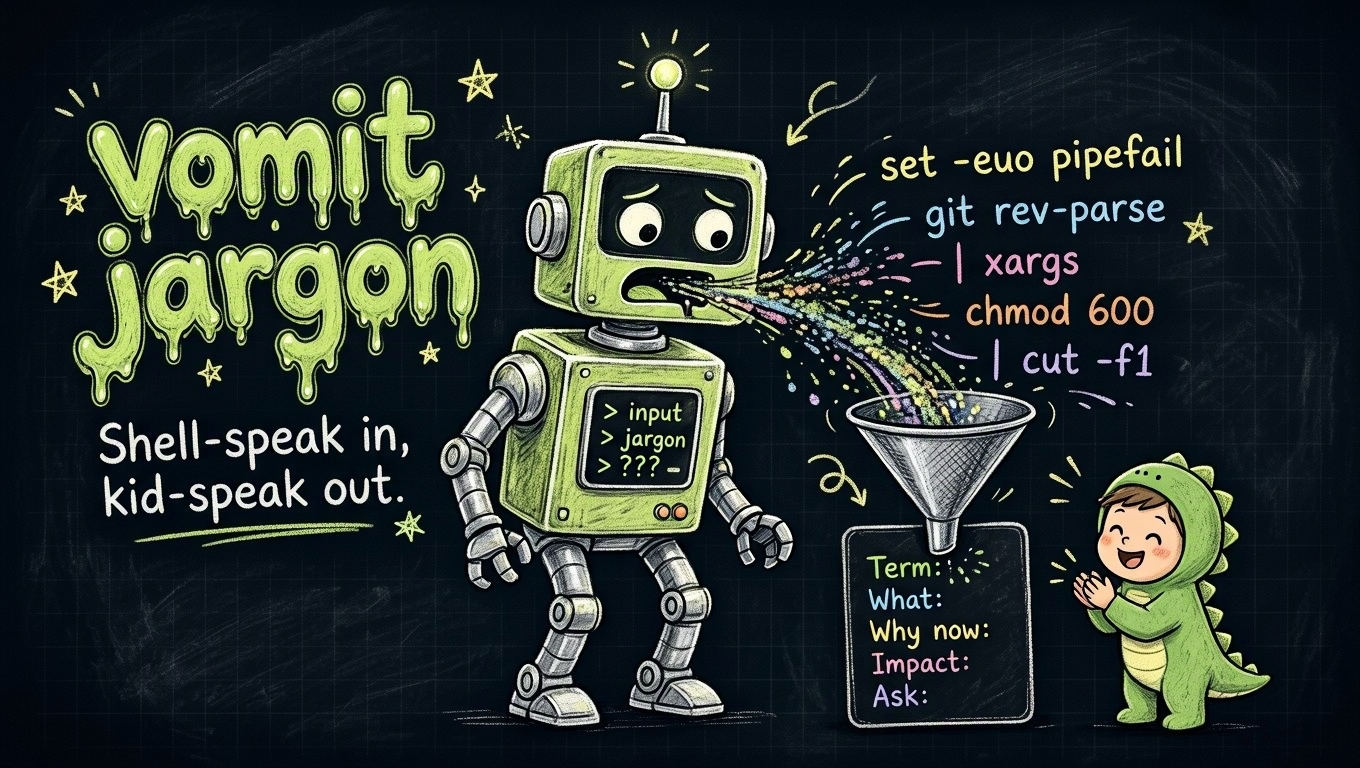 vomit
jargon
Shell-speak in,
kid-speak out.
> input
> jargon
> ???_
set -euo pipefail
git rev-parse
| xargs
chmod 600
| cut -f1
Term:
What:
Why now:
Impact:
Ask: